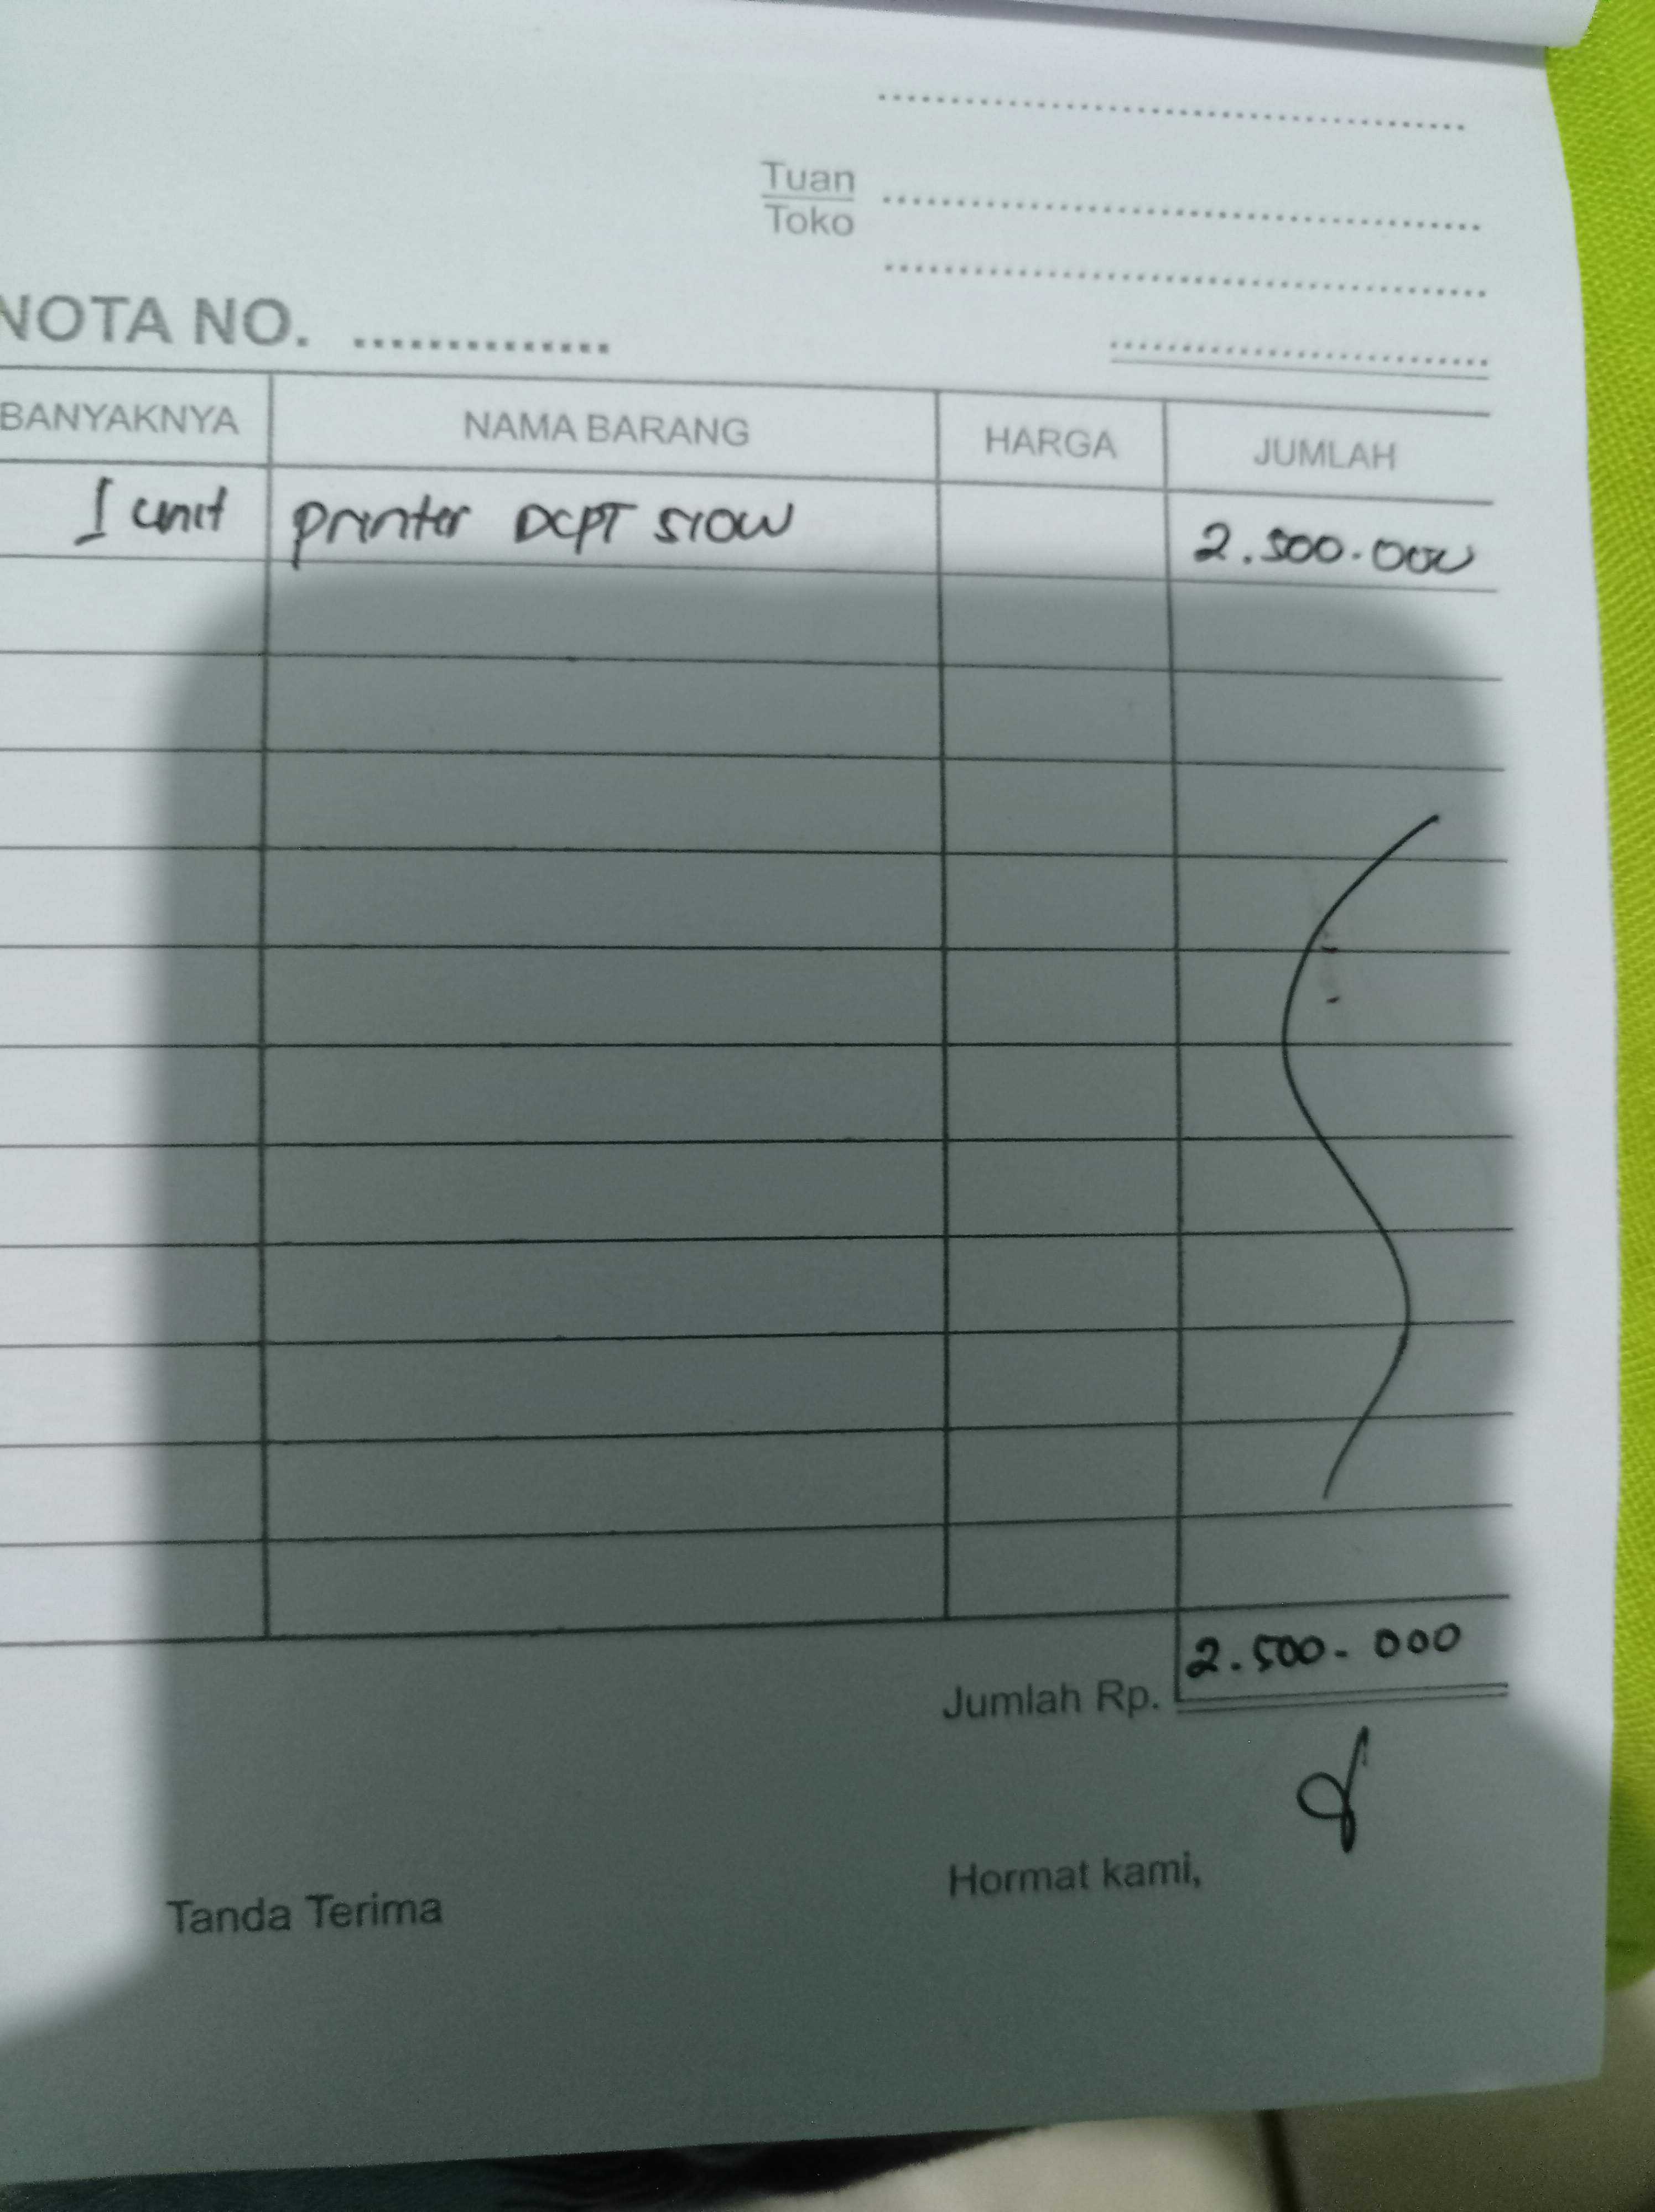 Tuan
Toko
NOTA NO. ..............
BANYAKNYA NAMA BARANG HARGA JUMLAH
1 unit printer DCPT 510W 2.500.000
Jumlah Rp. 2.500.000
Hormat kami,
Tanda Terima